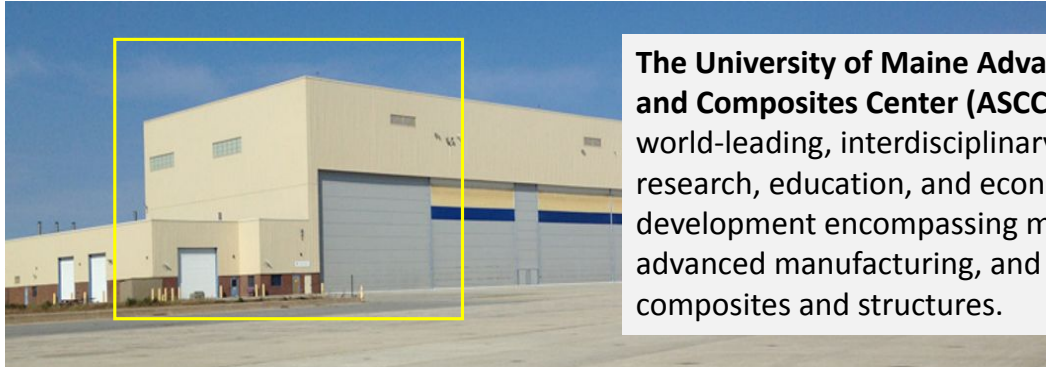 The University of Maine Adva
and Composites Center (ASCC
world-leading, interdisciplinary
research, education, and econ
development encompassing m
advanced manufacturing, and
composites and structures.